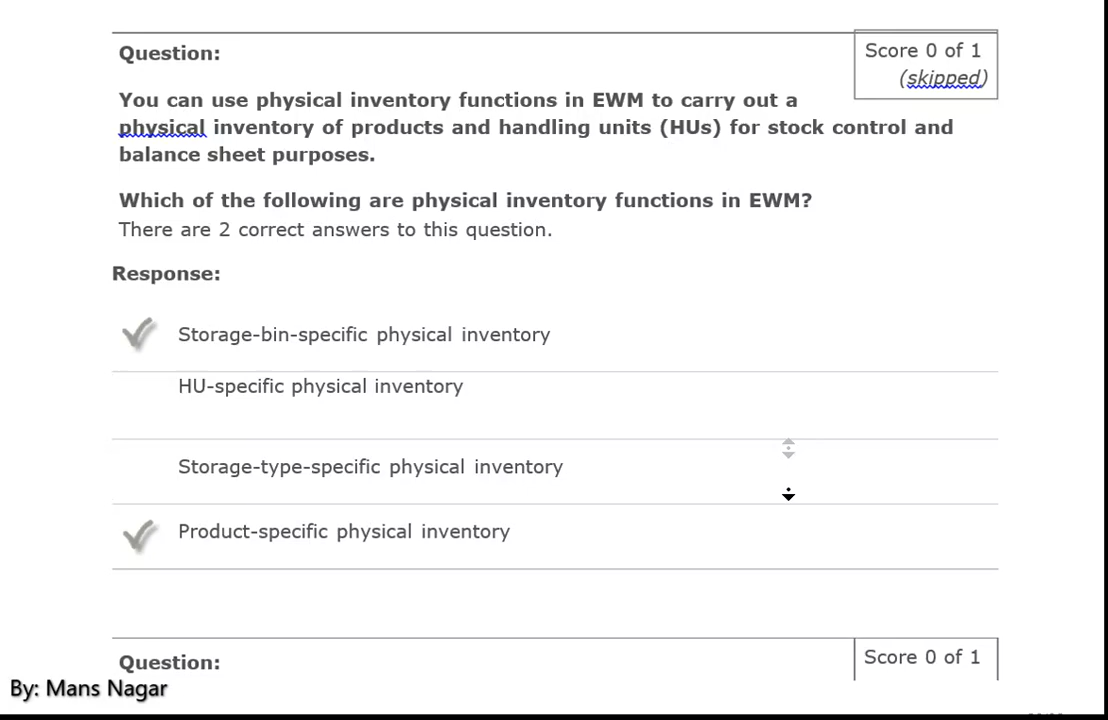 Question:
Score 0 of 1
(skipped)
You can use physical inventory functions in EWM to carry out a
physical inventory of products and handling units (HUs) for stock control and
balance sheet purposes.
Which of the following are physical inventory functions in EWM?
There are 2 correct answers to this question.
Response:
Storage-bin-specific physical inventory
HU-specific physical inventory
Storage-type-specific physical inventory
Product-specific physical inventory
Question:
Score 0 of 1
By: Mans Nagar